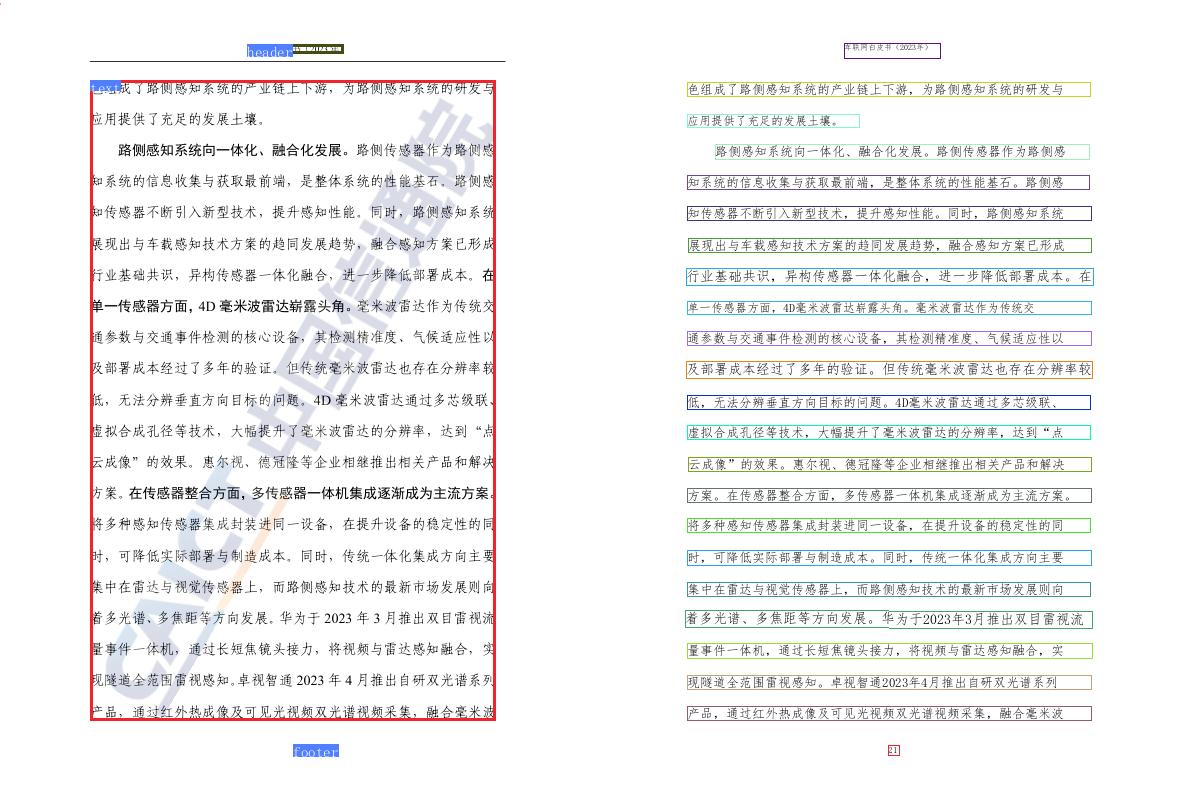 header
text
色组成了路侧感知系统的产业链上下游，为路侧感知系统的研发与
应用提供了充足的发展土壤。
路侧感知系统向一体化、融合化发展。路侧传感器作为路侧感
知系统的信息收集与获取最前端，是整体系统的性能基石。路侧感
知传感器不断引入新型技术，提升感知性能。同时，路侧感知系统
展现出与车载感知技术方案的趋同发展趋势，融合感知方案已形成
行业基础共识，异构传感器一体化融合，进一步降低部署成本。在
单一传感器方面，4D 毫米波雷达崭露头角。毫米波雷达作为传统交
通参数与交通事件检测的核心设备，其检测精准度、气候适应性以
及部署成本经过了多年的验证。但传统毫米波雷达也存在分辨率较
低，无法分辨垂直方向目标的问题。4D 毫米波雷达通过多芯级联、
虚拟合成孔径等技术，大幅提升了毫米波雷达的分辨率，达到“点
云成像”的效果。惠尔视、德冠隆等企业相继推出相关产品和解决
方案。在传感器整合方面，多传感器一体机集成逐渐成为主流方案。
将多种感知传感器集成封装进同一设备，在提升设备的稳定性的同
时，可降低实际部署与制造成本。同时，传统一体化集成方向主要
集中在雷达与视觉传感器上，而路侧感知技术的最新市场发展则向
着多光谱、多焦距等方向发展。华为于 2023 年 3 月推出双目雷视流
量事件一体机，通过长短焦镜头接力，将视频与雷达感知融合，实
现隧道全范围雷视感知。卓视智通 2023 年 4 月推出自研双光谱系列
产品，通过红外热成像及可见光视频双光谱视频采集，融合毫米波
CAICT 中国信通院
footer
车联网白皮书（2023年）
色组成了路侧感知系统的产业链上下游，为路侧感知系统的研发与
应用提供了充足的发展土壤。
路侧感知系统向一体化、融合化发展。路侧传感器作为路侧感
知系统的信息收集与获取最前端，是整体系统的性能基石。路侧感
知传感器不断引入新型技术，提升感知性能。同时，路侧感知系统
展现出与车载感知技术方案的趋同发展趋势，融合感知方案已形成
行业基础共识，异构传感器一体化融合，进一步降低部署成本。在
单一传感器方面，4D毫米波雷达崭露头角。毫米波雷达作为传统交
通参数与交通事件检测的核心设备，其检测精准度、气候适应性以
及部署成本经过了多年的验证。但传统毫米波雷达也存在分辨率较
低，无法分辨垂直方向目标的问题。4D毫米波雷达通过多芯级联、
虚拟合成孔径等技术，大幅提升了毫米波雷达的分辨率，达到“点
云成像”的效果。惠尔视、德冠隆等企业相继推出相关产品和解决
方案。在传感器整合方面，多传感器一体机集成逐渐成为主流方案。
将多种感知传感器集成封装进同一设备，在提升设备的稳定性的同
时，可降低实际部署与制造成本。同时，传统一体化集成方向主要
集中在雷达与视觉传感器上，而路侧感知技术的最新市场发展则向
着多光谱、多焦距等方向发展。华为于2023年3月推出双目雷视流
量事件一体机，通过长短焦镜头接力，将视频与雷达感知融合，实
现隧道全范围雷视感知。卓视智通2023年4月推出自研双光谱系列
产品，通过红外热成像及可见光视频双光谱视频采集，融合毫米波
21